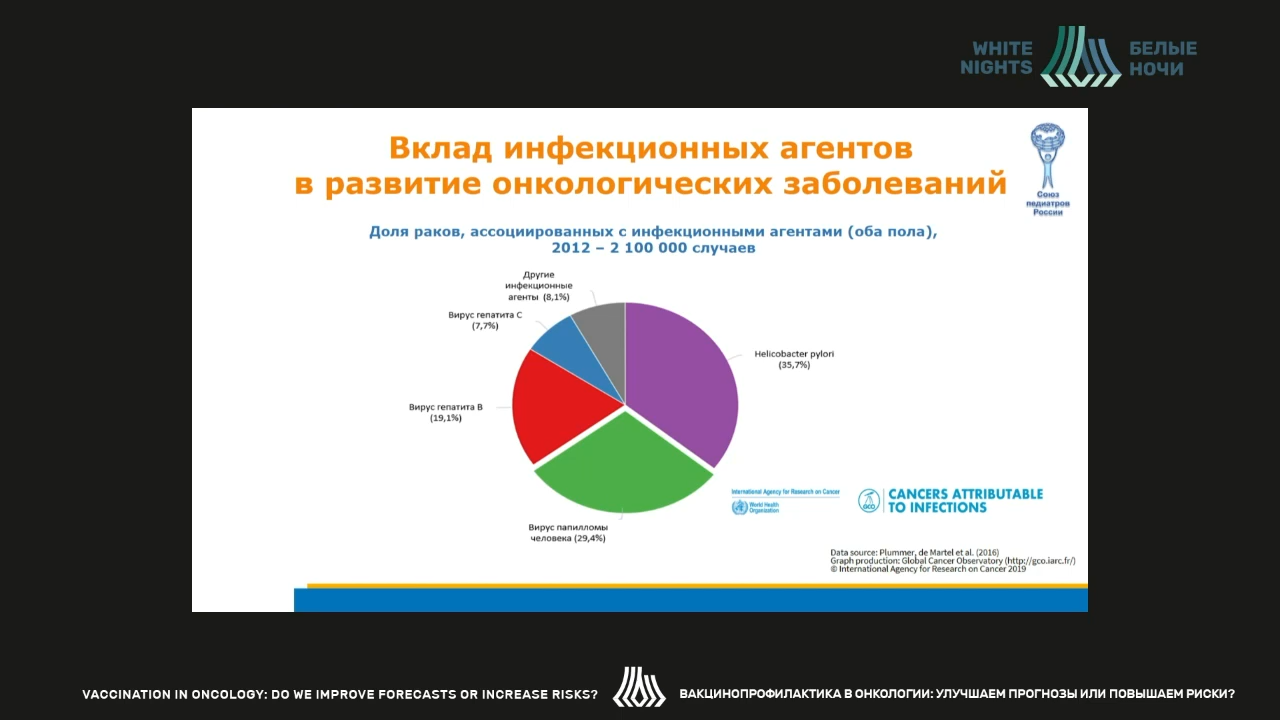 WHITE
NIGHTS
БЕЛЫЕ
НОЧИ
Вклад инфекционных агентов
в развитие онкологических заболеваний
Союз
педиатров
России
Доля раков, ассоциированных с инфекционными агентами (оба пола),
2012 – 2 100 000 случаев
Другие
инфекционные
агенты (8,1%)
Вирус гепатита С
(7,7%)
Helicobacter pylori
(35,7%)
Вирус гепатита В
(19,1%)
Вирус папилломы
человека (29,4%)
International Agency for Research on Cancer
World Health
Organization
GCO
CANCERS ATTRIBUTABLE
TO INFECTIONS
Data source: Plummer, de Martel et al. (2016)
Graph production: Global Cancer Observatory (http://gco.iarc.fr/)
© International Agency for Research on Cancer 2019
VACCINATION IN ONCOLOGY: DO WE IMPROVE FORECASTS OR INCREASE RISKS?
ВАКЦИНОПРОФИЛАКТИКА В ОНКОЛОГИИ: УЛУЧШАЕМ ПРОГНОЗЫ ИЛИ ПОВЫШАЕМ РИСКИ?